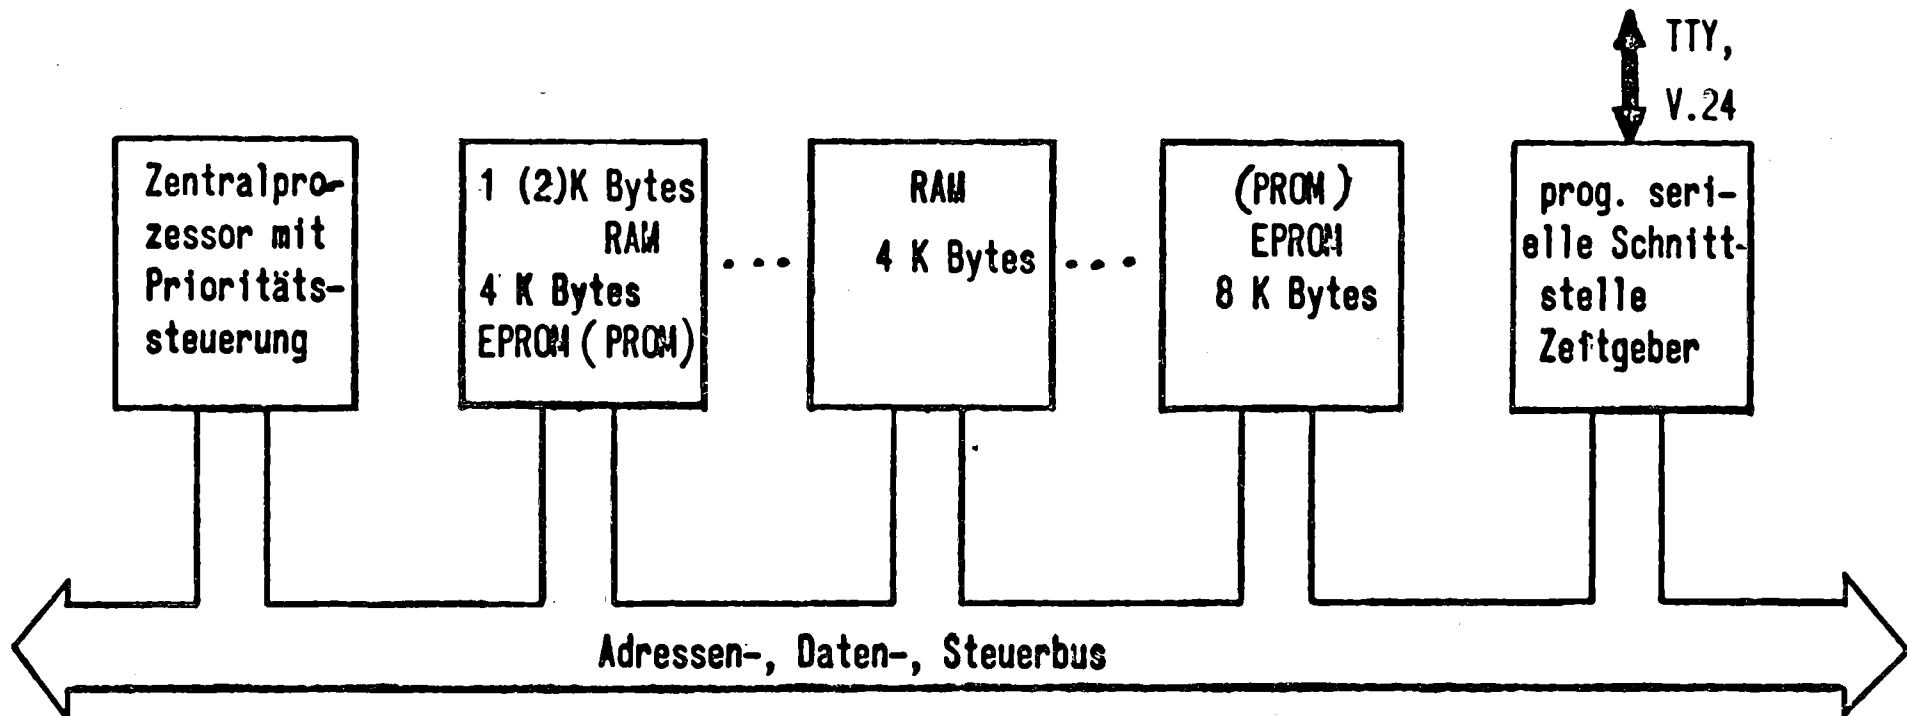 TTY,
V.24
Zentralpro-
zessor mit
Prioritäts-
steuerung
1 (2)K Bytes
RAM
4 K Bytes
EPROM (PROM)
...
RAM
4 K Bytes
...
(PROM)
EPROM
8 K Bytes
prog. seri-
elle Schnitt-
stelle
Zeitgeber
Adressen-, Daten-, Steuerbus